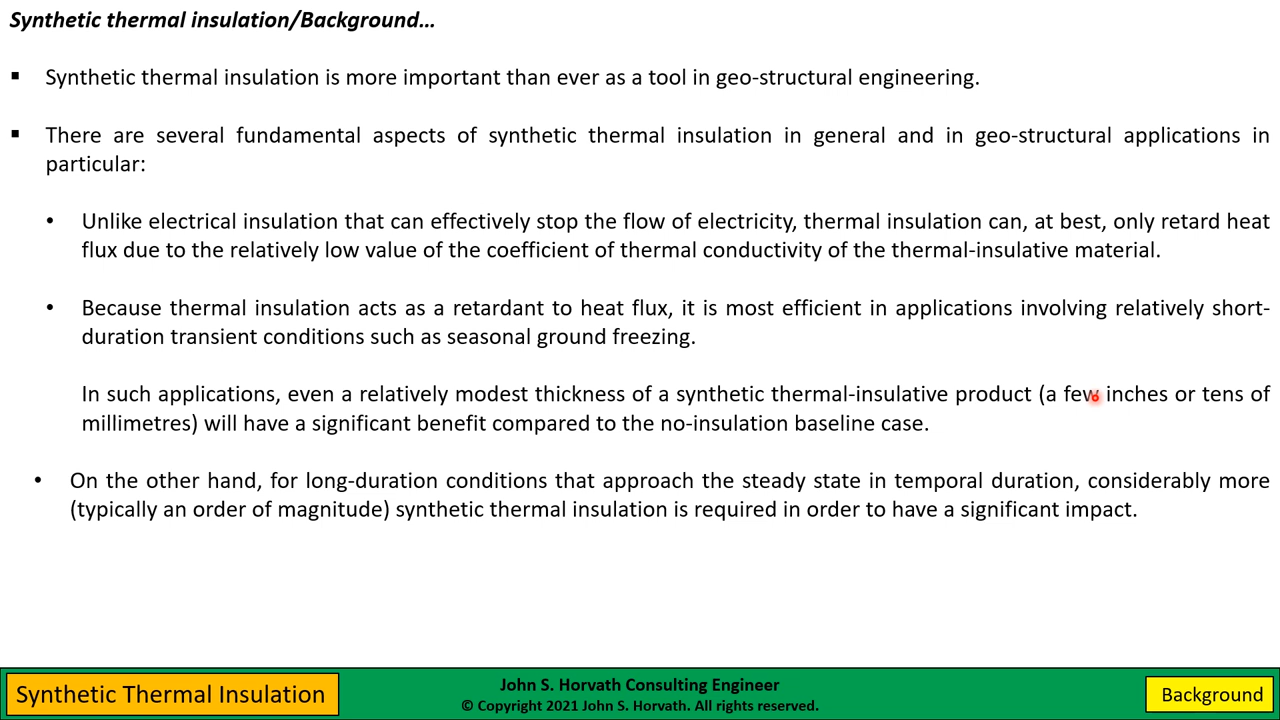 Synthetic thermal insulation/Background…
▪ Synthetic thermal insulation is more important than ever as a tool in geo-structural engineering.
▪ There are several fundamental aspects of synthetic thermal insulation in general and in geo-structural applications in
particular:
• Unlike electrical insulation that can effectively stop the flow of electricity, thermal insulation can, at best, only retard heat
flux due to the relatively low value of the coefficient of thermal conductivity of the thermal-insulative material.
• Because thermal insulation acts as a retardant to heat flux, it is most efficient in applications involving relatively short-
duration transient conditions such as seasonal ground freezing.
In such applications, even a relatively modest thickness of a synthetic thermal-insulative product (a few inches or tens of
millimetres) will have a significant benefit compared to the no-insulation baseline case.
• On the other hand, for long-duration conditions that approach the steady state in temporal duration, considerably more
(typically an order of magnitude) synthetic thermal insulation is required in order to have a significant impact.
Synthetic Thermal Insulation
John S. Horvath Consulting Engineer
© Copyright 2021 John S. Horvath. All rights reserved.
Background